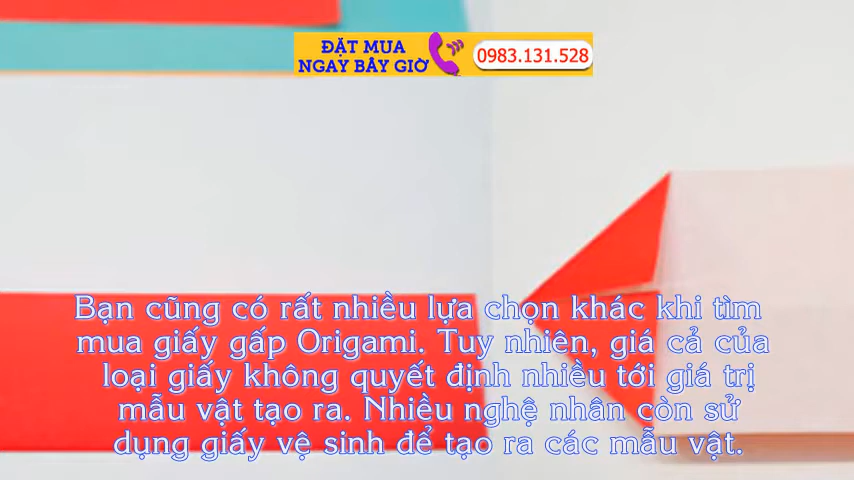 ĐẶT MUA
NGAY BÂY GIỜ
0983.131.528
Bạn cũng có rất nhiều lựa chọn khác khi tìm
mua giấy gấp Origami. Tuy nhiên, giá cả của
loại giấy không quyết định nhiều tới giá trị
mẫu vật tạo ra. Nhiều nghệ nhân còn sử
dụng giấy vệ sinh để tạo ra các mẫu vật.